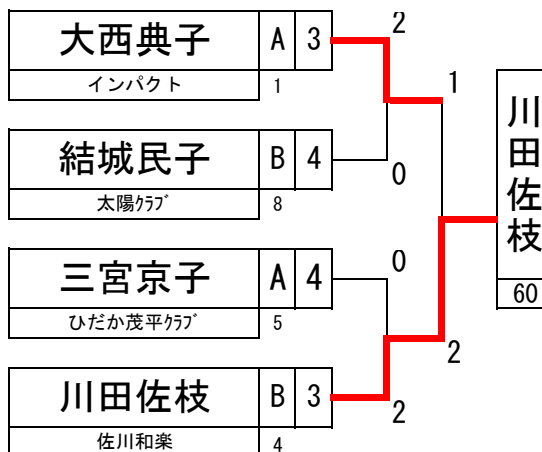 大西典子 A 3
インパクト 1
2
1
結城民子 B 4
太陽ｸﾗﾌﾞ 8
0
川田佐枝
60
三宮京子 A 4
ひだか茂平ｸﾗﾌﾞ 5
0
2
川田佐枝 B 3
佐川和楽 4
2